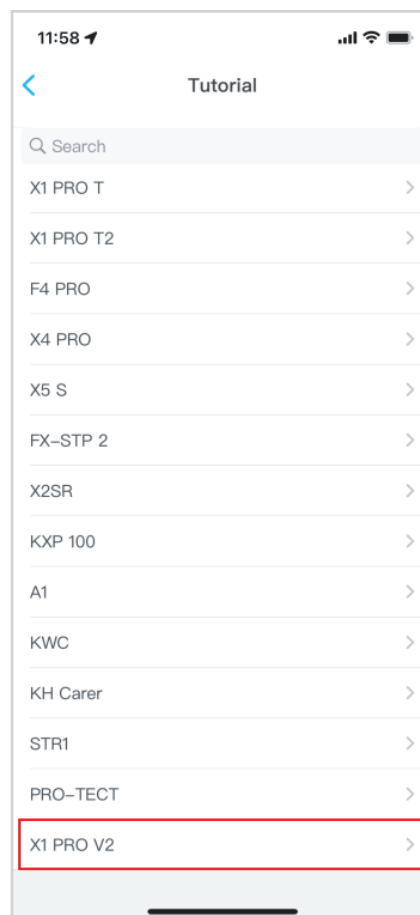 11:58
Tutorial
Search
X1 PRO T
X1 PRO T2
F4 PRO
X4 PRO
X5 S
FX-STP 2
X2SR
KXP 100
A1
KWC
KH Carer
STR1
PRO-TECT
X1 PRO V2